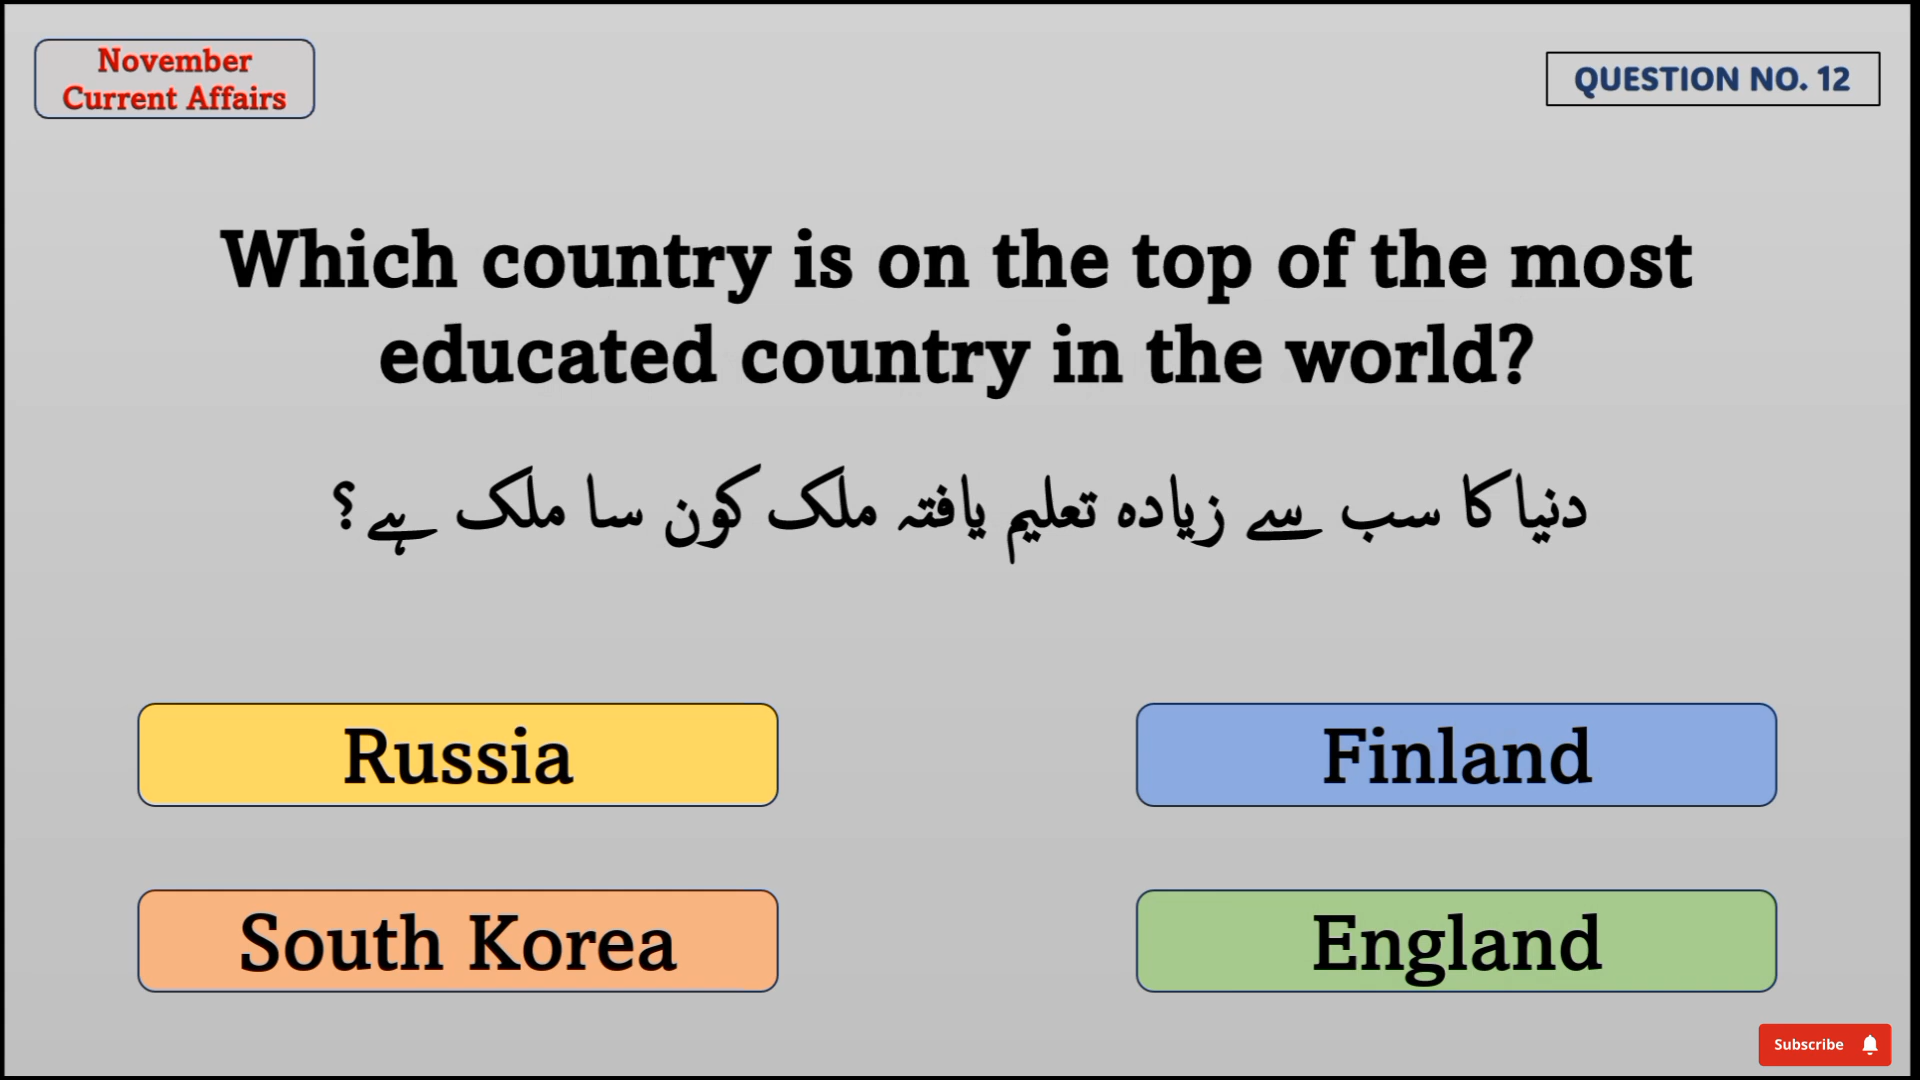 November
Current Affairs
QUESTION NO. 12
Which country is on the top of the most
educated country in the world?
دنیا کا سب سے زیادہ تعلیم یافتہ ملک کون سا ملک ہے؟
Russia
Finland
South Korea
England
Subscribe